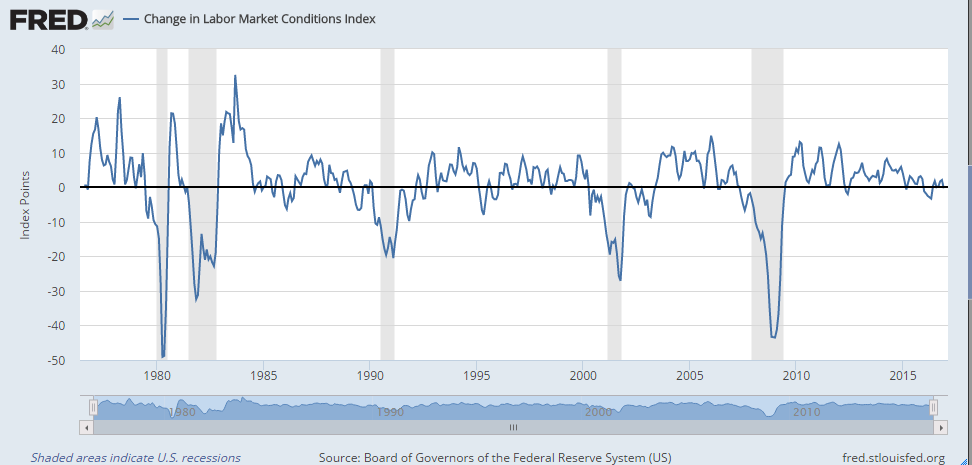 FRED Change in Labor Market Conditions Index
40
30
20
10
0
-10
-20
-30
-40
-50
Index Points
1980 1985 1990 1995 2000 2005 2010 2015
1980 1990 2000 2010
Shaded areas indicate U.S. recessions Source: Board of Governors of the Federal Reserve System (US) fred.stlouisfed.org